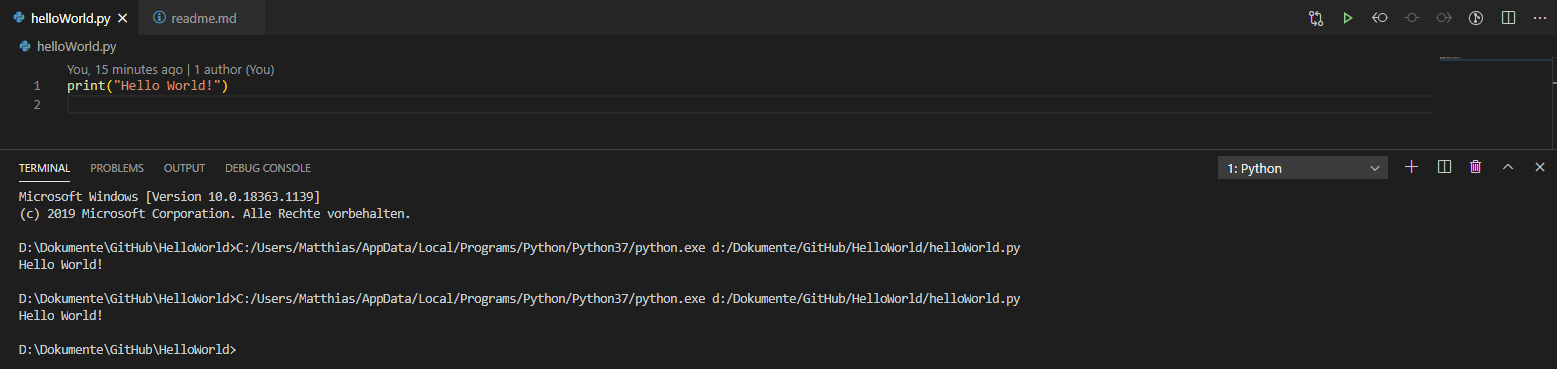 helloWorld.py readme.md
helloWorld.py
You, 15 minutes ago | 1 author (You)
1 print("Hello World!")
2
TERMINAL PROBLEMS OUTPUT DEBUG CONSOLE 1: Python
Microsoft Windows [Version 10.0.18363.1139]
(c) 2019 Microsoft Corporation. Alle Rechte vorbehalten.
D:\Dokumente\GitHub\HelloWorld>C:/Users/Matthias/AppData/Local/Programs/Python/Python37/python.exe d:/Dokumente/GitHub/HelloWorld/helloWorld.py
Hello World!
D:\Dokumente\GitHub\HelloWorld>C:/Users/Matthias/AppData/Local/Programs/Python/Python37/python.exe d:/Dokumente/GitHub/HelloWorld/helloWorld.py
Hello World!
D:\Dokumente\GitHub\HelloWorld>